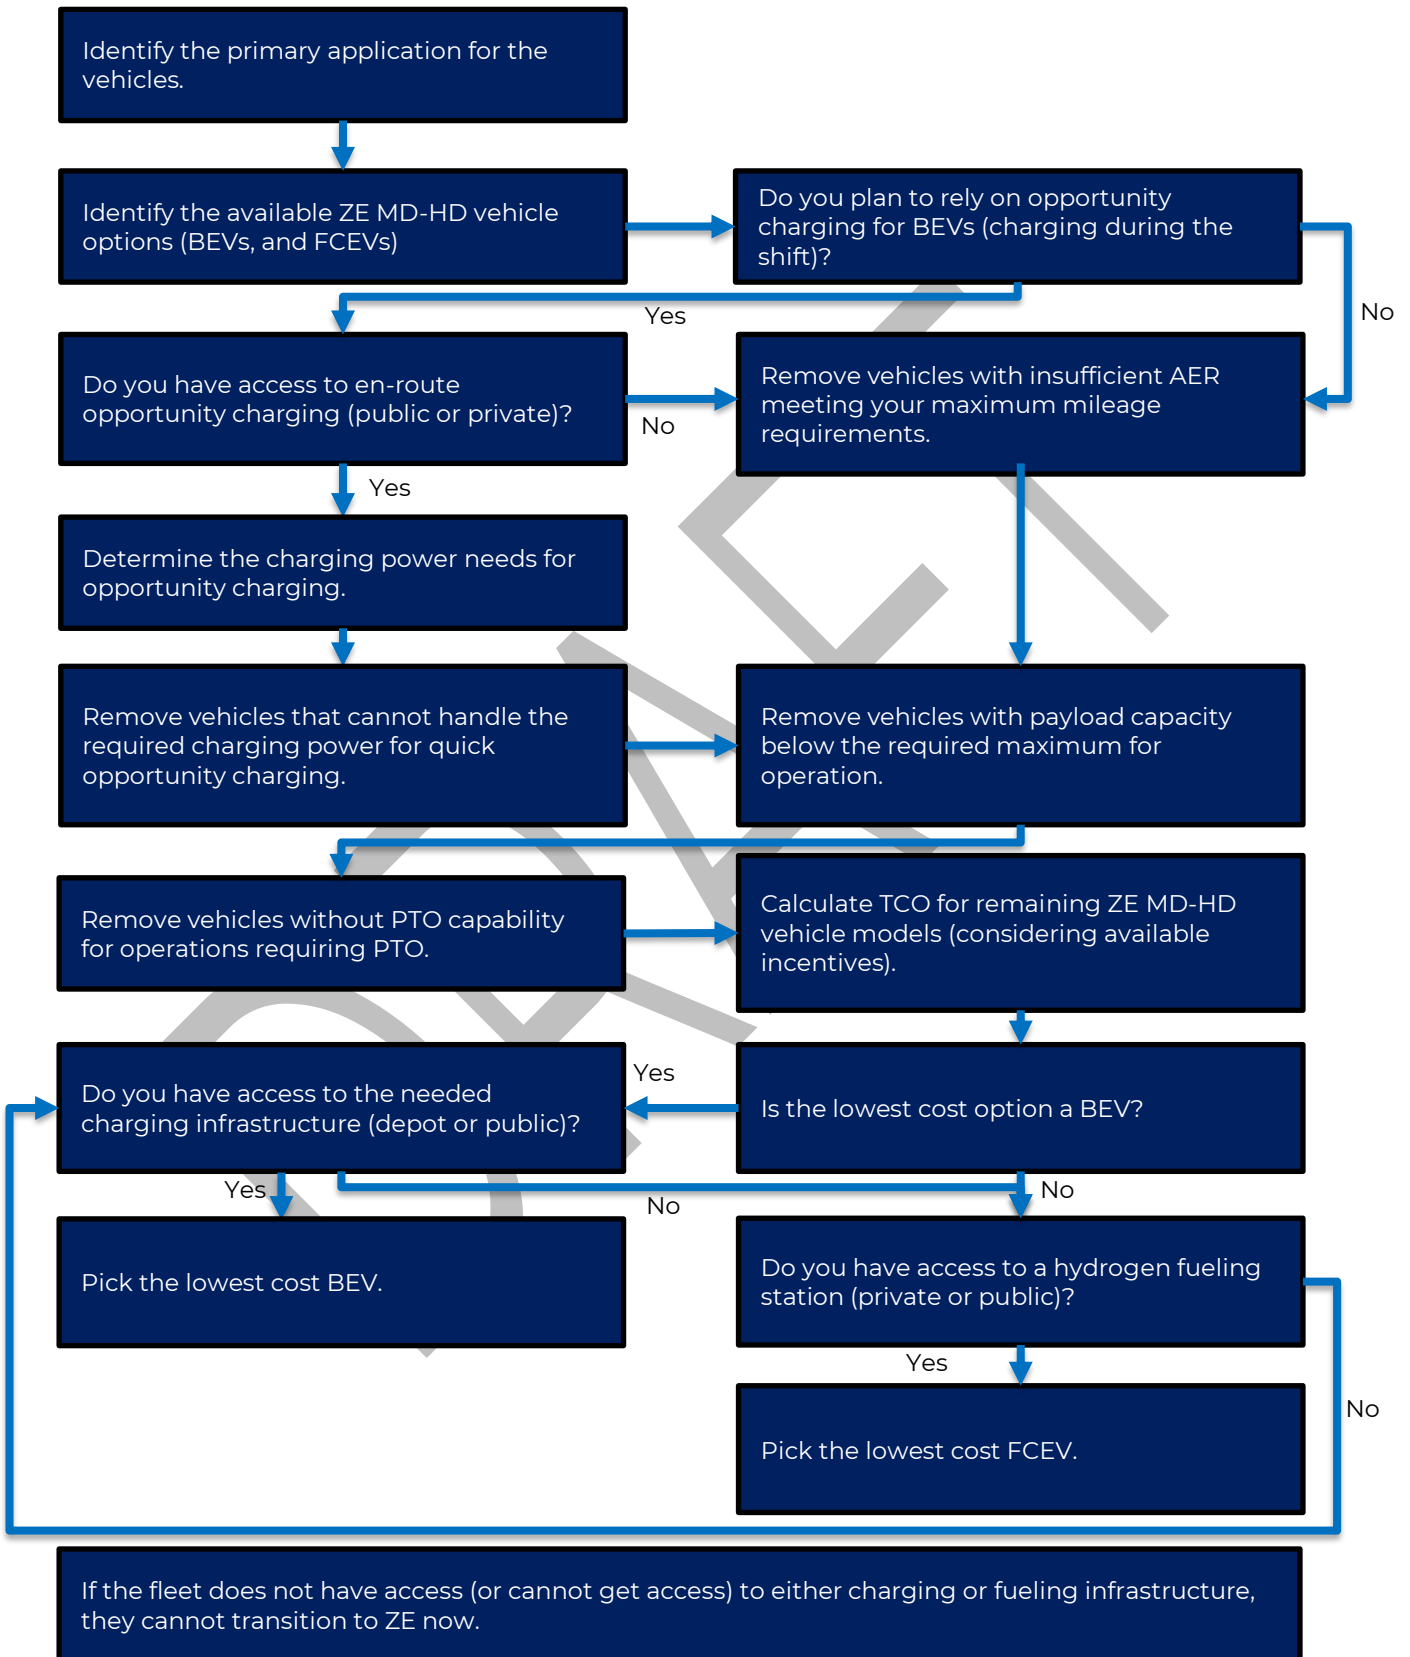 Identify the primary application for the
vehicles.
Identify the available ZE MD-HD vehicle
options (BEVs, and FCEVs)
Do you plan to rely on opportunity
charging for BEVs (charging during the
shift)?
Yes
No
Do you have access to en-route
opportunity charging (public or private)?
No
Remove vehicles with insufficient AER
meeting your maximum mileage
requirements.
Yes
Determine the charging power needs for
opportunity charging.
Remove vehicles that cannot handle the
required charging power for quick
opportunity charging.
Remove vehicles with payload capacity
below the required maximum for
operation.
Remove vehicles without PTO capability
for operations requiring PTO.
Calculate TCO for remaining ZE MD-HD
vehicle models (considering available
incentives).
Do you have access to the needed
charging infrastructure (depot or public)?
Yes
Is the lowest cost option a BEV?
Yes
No
No
Pick the lowest cost BEV.
Do you have access to a hydrogen fueling
station (private or public)?
Yes
No
Pick the lowest cost FCEV.
If the fleet does not have access (or cannot get access) to either charging or fueling infrastructure,
they cannot transition to ZE now.
DRAFT